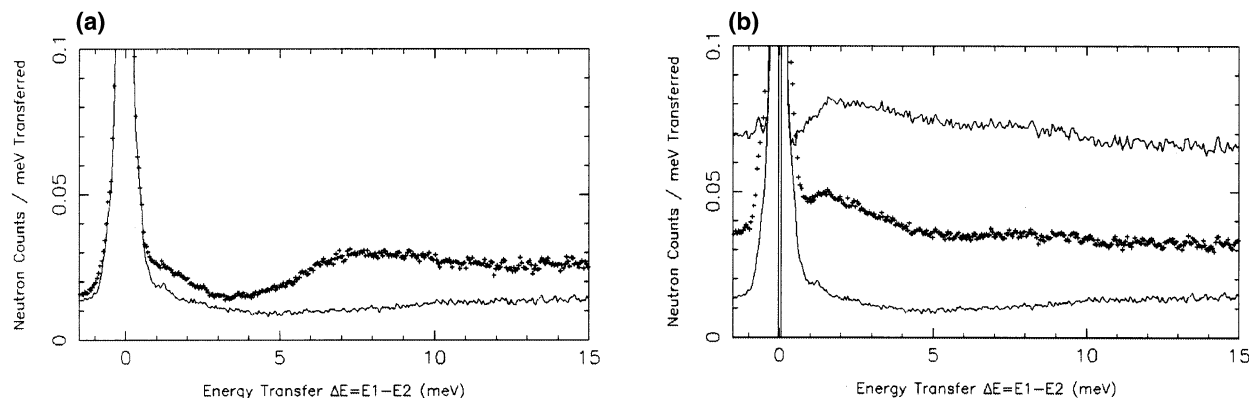 (a)
0.1
0.05
0
Neutron Counts / meV Transferred
0 5 10 15
Energy Transfer ΔE=E1−E2 (meV)
(b)
0.1
0.05
0
Neutron Counts / meV Transferred
0 5 10 15
Energy Transfer ΔE=E1−E2 (meV)